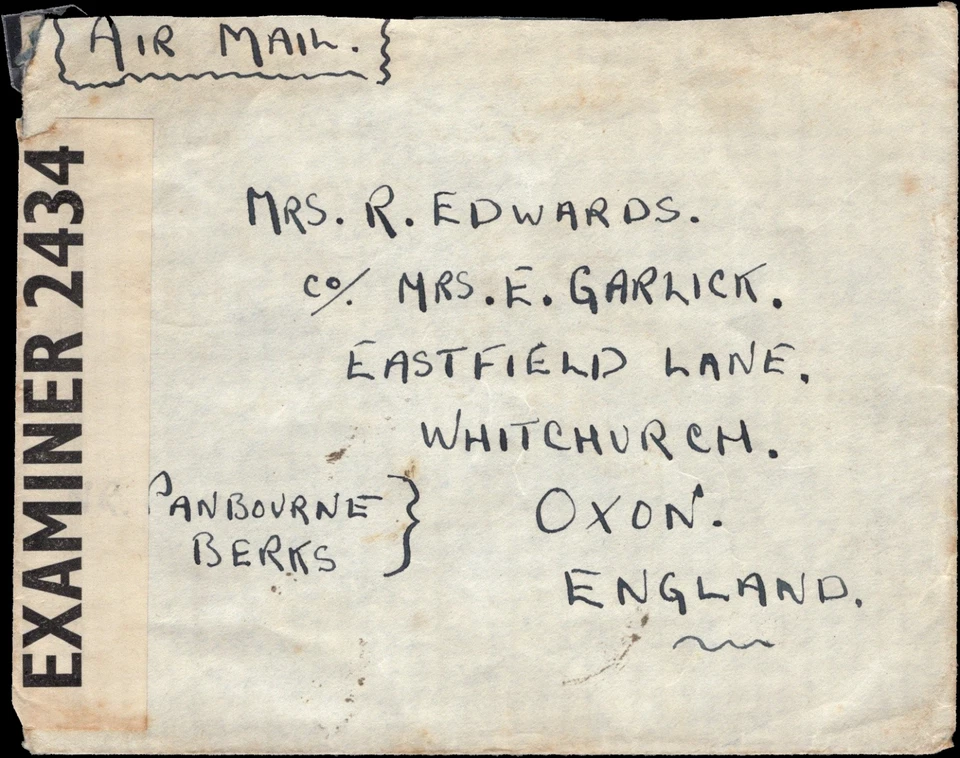 AIR MAIL.
EXAMINER 2434
MRS. R. EDWARDS.
C/O. MRS. E. GARLICK.
EASTFIELD LANE.
WHITCHURCH.
PANBOURNE
BERKS
OXON.
ENGLAND.